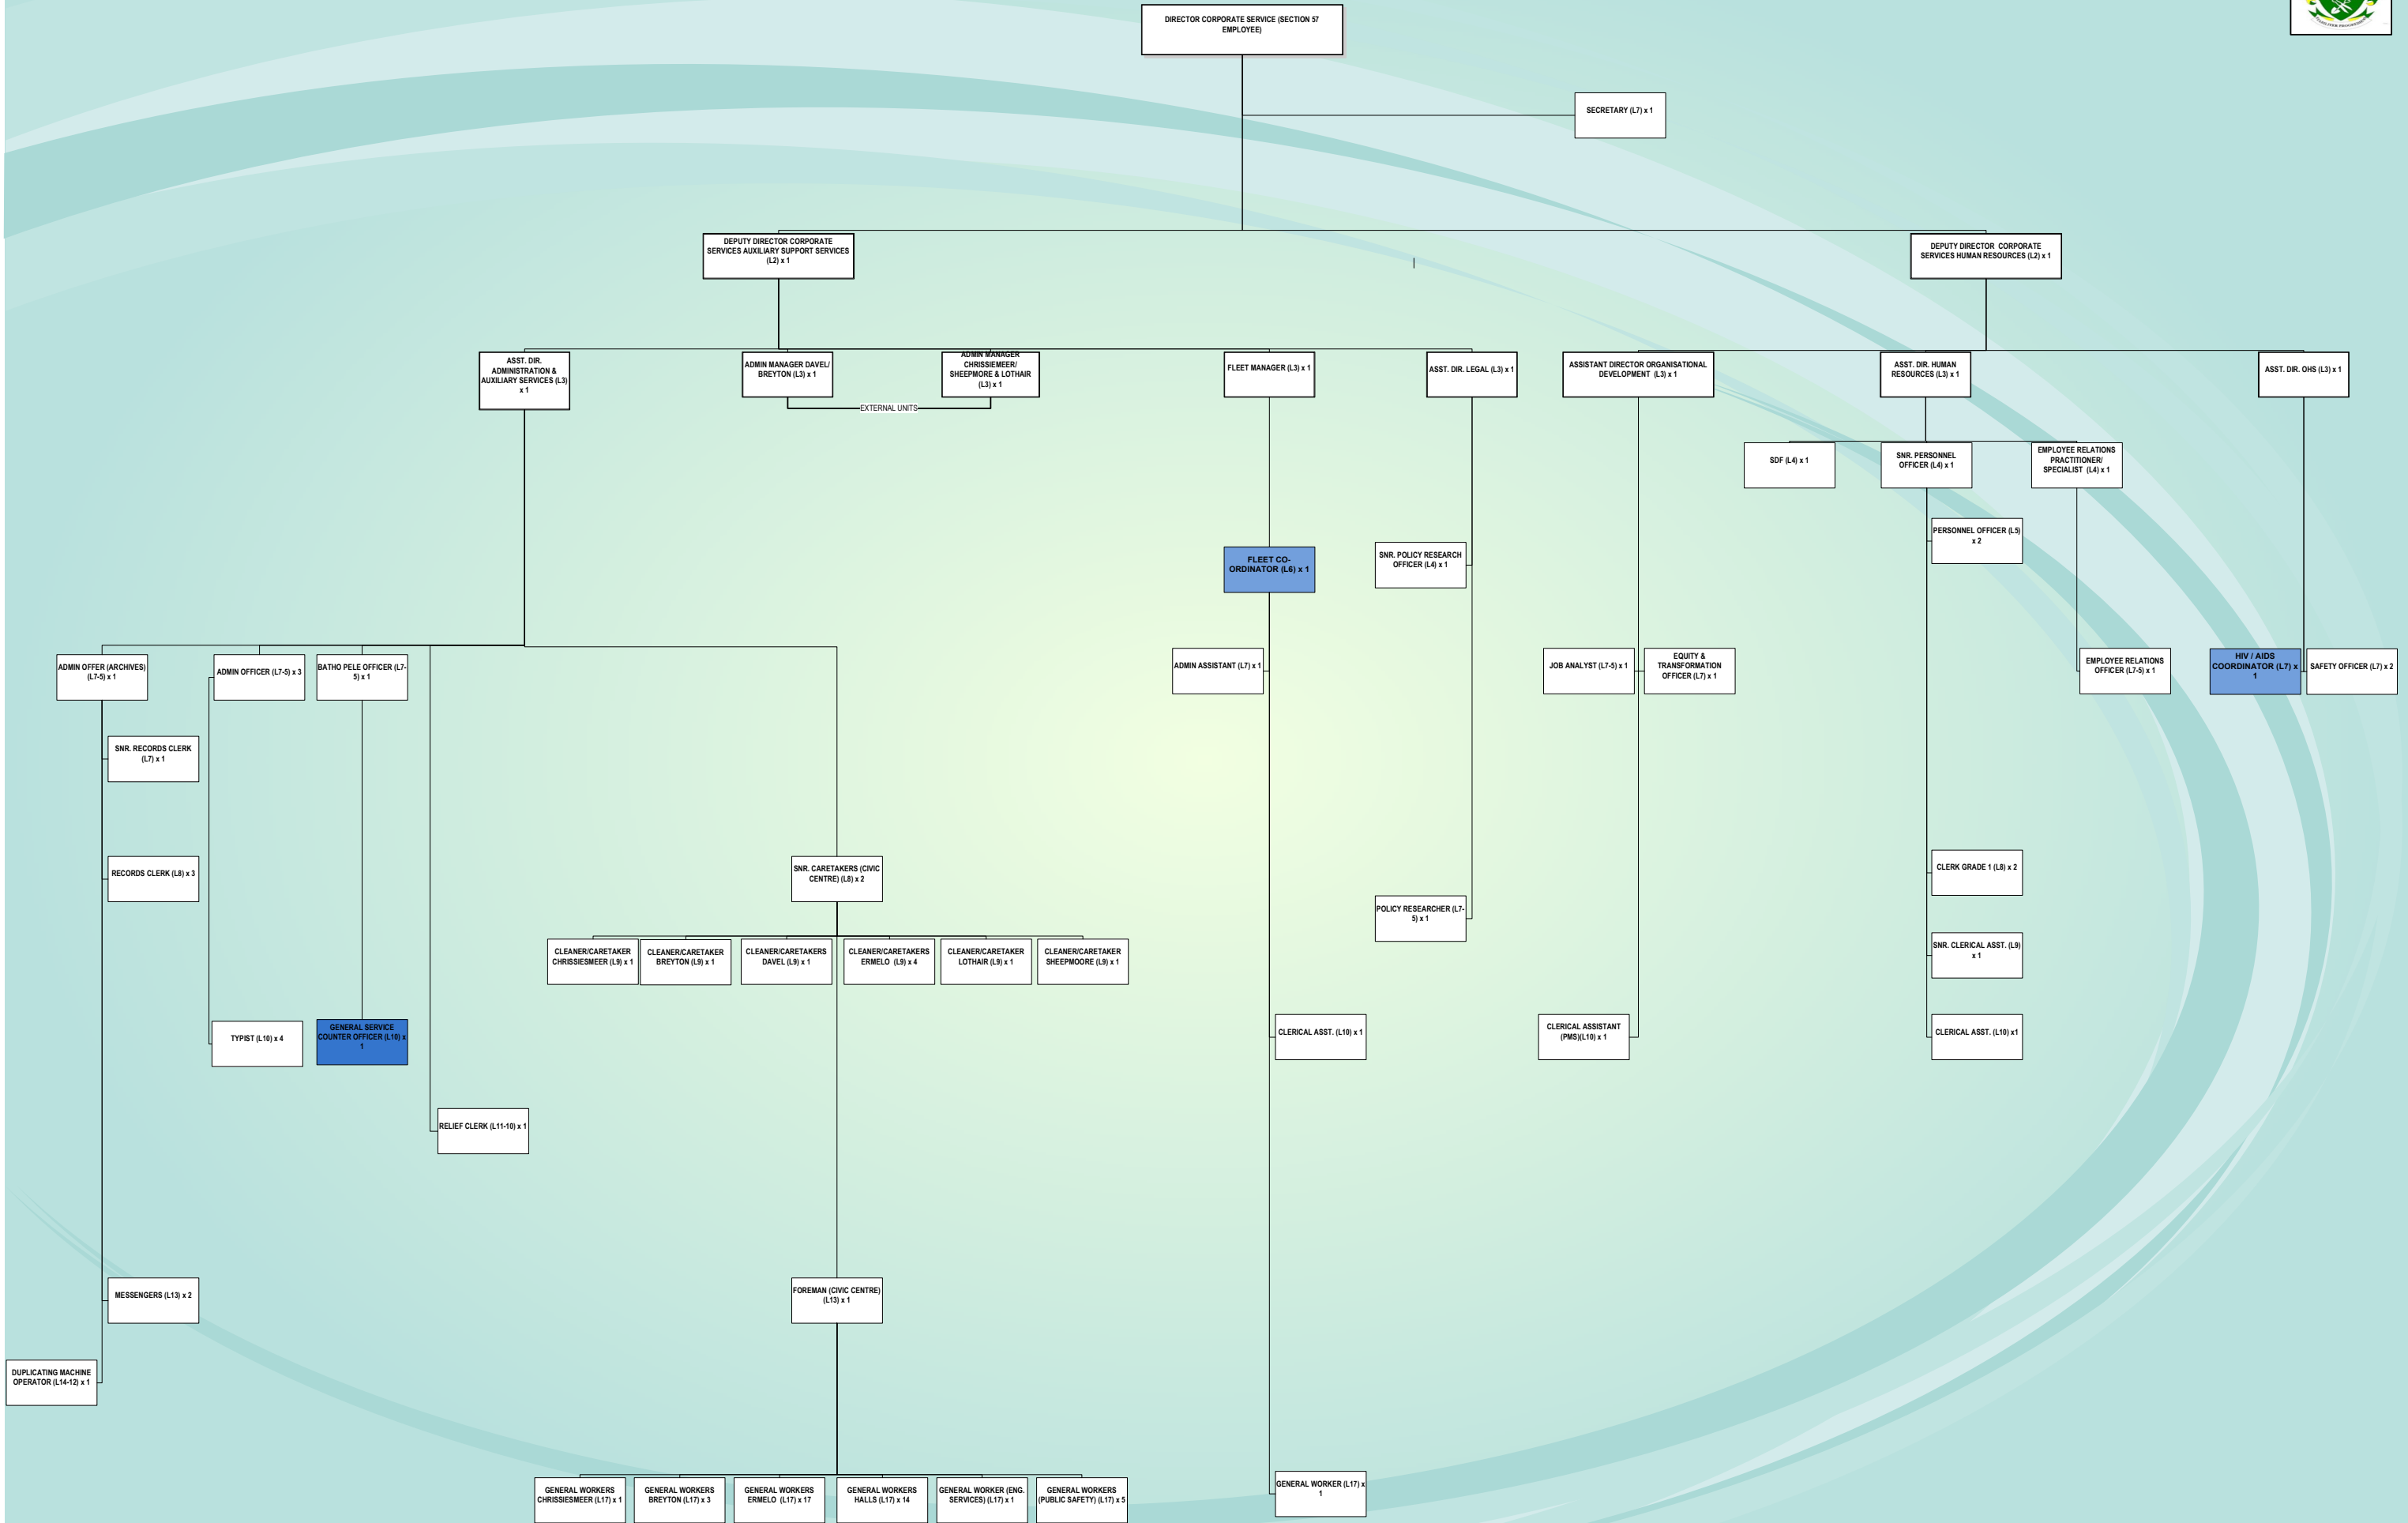 DIRECTOR CORPORATE SERVICE (SECTION 57
EMPLOYEE)
SECRETARY (L7) x 1
DEPUTY DIRECTOR CORPORATE
SERVICES AUXILIARY SUPPORT SERVICES
(L2) x 1
DEPUTY DIRECTOR CORPORATE
SERVICES HUMAN RESOURCES (L2) x 1
ASST. DIR.
ADMINISTRATION &
AUXILIARY SERVICES (L3)
x 1
ADMIN MANAGER DAVEL/
BREYTON (L3) x 1
ADMIN MANAGER
CHRISSIEMEER/
SHEEPMORE & LOTHAIR
(L3) x 1
EXTERNAL UNITS
FLEET MANAGER (L3) x 1
ASST. DIR. LEGAL (L3) x 1
ASSISTANT DIRECTOR ORGANISATIONAL
DEVELOPMENT (L3) x 1
ASST. DIR. HUMAN
RESOURCES (L3) x 1
ASST. DIR. OHS (L3) x 1
SDF (L4) x 1
SNR. PERSONNEL
OFFICER (L4) x 1
EMPLOYEE RELATIONS
PRACTITIONER/
SPECIALIST (L4) x 1
PERSONNEL OFFICER (L5)
x 2
FLEET CO-
ORDINATOR (L6) x 1
SNR. POLICY RESEARCH
OFFICER (L4) x 1
ADMIN OFFER (ARCHIVES)
(L7-5) x 1
ADMIN OFFICER (L7-5) x 3
BATHO PELE OFFICER (L7-
5) x 1
ADMIN ASSISTANT (L7) x 1
JOB ANALYST (L7-5) x 1
EQUITY &
TRANSFORMATION
OFFICER (L7) x 1
EMPLOYEE RELATIONS
OFFICER (L7-5) x 1
HIV / AIDS
COORDINATOR (L7) x
1
SAFETY OFFICER (L7) x 2
SNR. RECORDS CLERK
(L7) x 1
RECORDS CLERK (L8) x 3
SNR. CARETAKERS (CIVIC
CENTRE) (L8) x 2
CLERK GRADE 1 (L8) x 2
POLICY RESEARCHER (L7-
5) x 1
CLEANER/CARETAKER
CHRISSIESMEER (L9) x 1
CLEANER/CARETAKER
BREYTON (L9) x 1
CLEANER/CARETAKERS
DAVEL (L9) x 1
CLEANER/CARETAKERS
ERMELO (L9) x 4
CLEANER/CARETAKER
LOTHAIR (L9) x 1
CLEANER/CARETAKER
SHEEPMOORE (L9) x 1
SNR. CLERICAL ASST. (L9)
x 1
TYPIST (L10) x 4
GENERAL SERVICE
COUNTER OFFICER (L10) x
1
CLERICAL ASST. (L10) x 1
CLERICAL ASSISTANT
(PMS)(L10) x 1
CLERICAL ASST. (L10) x1
RELIEF CLERK (L11-10) x 1
MESSENGERS (L13) x 2
FOREMAN (CIVIC CENTRE)
(L13) x 1
DUPLICATING MACHINE
OPERATOR (L14-12) x 1
GENERAL WORKERS
CHRISSIESMEER (L17) x 1
GENERAL WORKERS
BREYTON (L17) x 3
GENERAL WORKERS
ERMELO (L17) x 17
GENERAL WORKERS
HALLS (L17) x 14
GENERAL WORKER (ENG.
SERVICES) (L17) x 1
GENERAL WORKERS
(PUBLIC SAFETY) (L17) x 5
GENERAL WORKER (L17) x
1